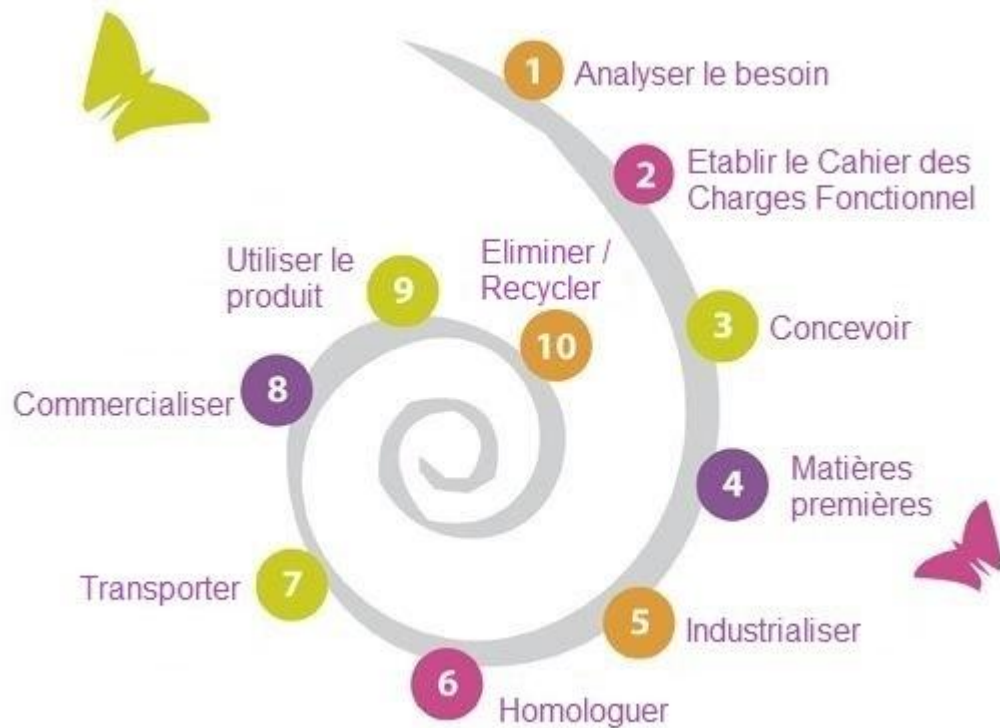 1 Analyser le besoin
2 Etablir le Cahier des
Charges Fonctionnel
3 Concevoir
4 Matières
premières
5 Industrialiser
6 Homologuer
7 Transporter
8 Commercialiser
9 Utiliser le
produit
10 Eliminer /
Recycler